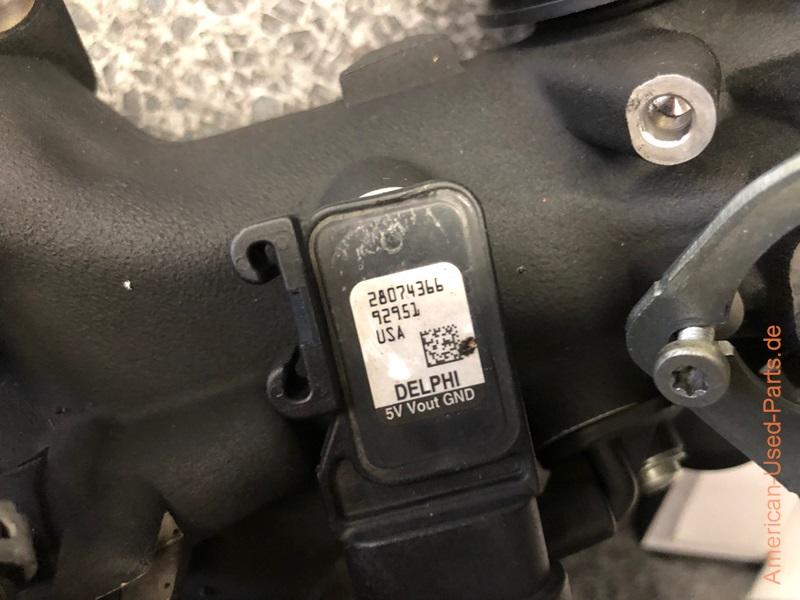 28074366
92951
USA
DELPHI
5V Vout GND
American-Used-Parts.de